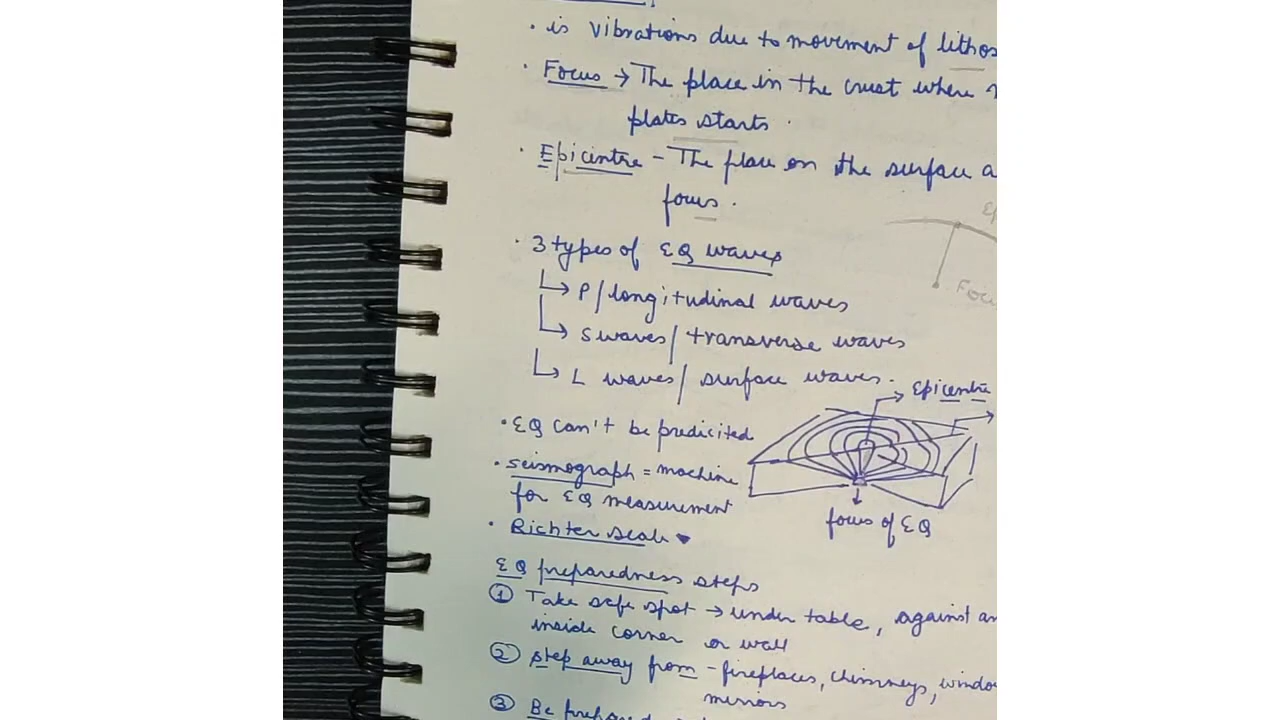 · is vibrations due to movement of lithos
· Focus → The place in the crust where
plates starts ·
· Epicentre - The place on the surface a
focus .
· 3 types of EQ waves
↳ P/longitudinal waves
↳ S waves/ transverse waves
↳ L waves/ surface waves.
Epicentre
· EQ can't be predicited
· seismograph = machine
for EQ measurement
focus of EQ
· Richter scale
EQ preparedness steps
① Take safe spot → under table, against an
inside corner or wall
② step away from - fireplaces, chimneys, windo
mirrors
③ Be prepared